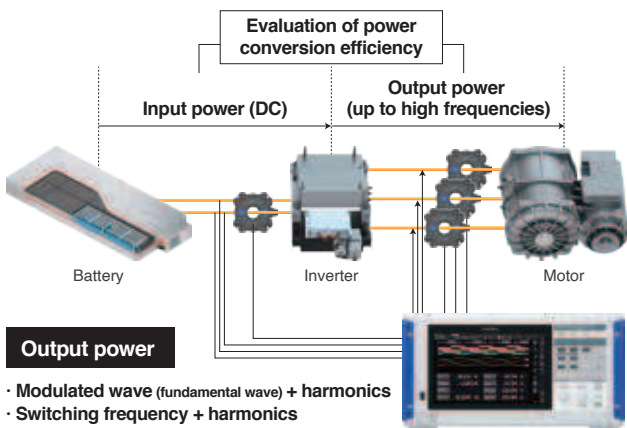 Evaluation of power
conversion efficiency
Input power (DC)
Output power
(up to high frequencies)
Battery
Inverter
Motor
Output power
· Modulated wave (fundamental wave) + harmonics
· Switching frequency + harmonics